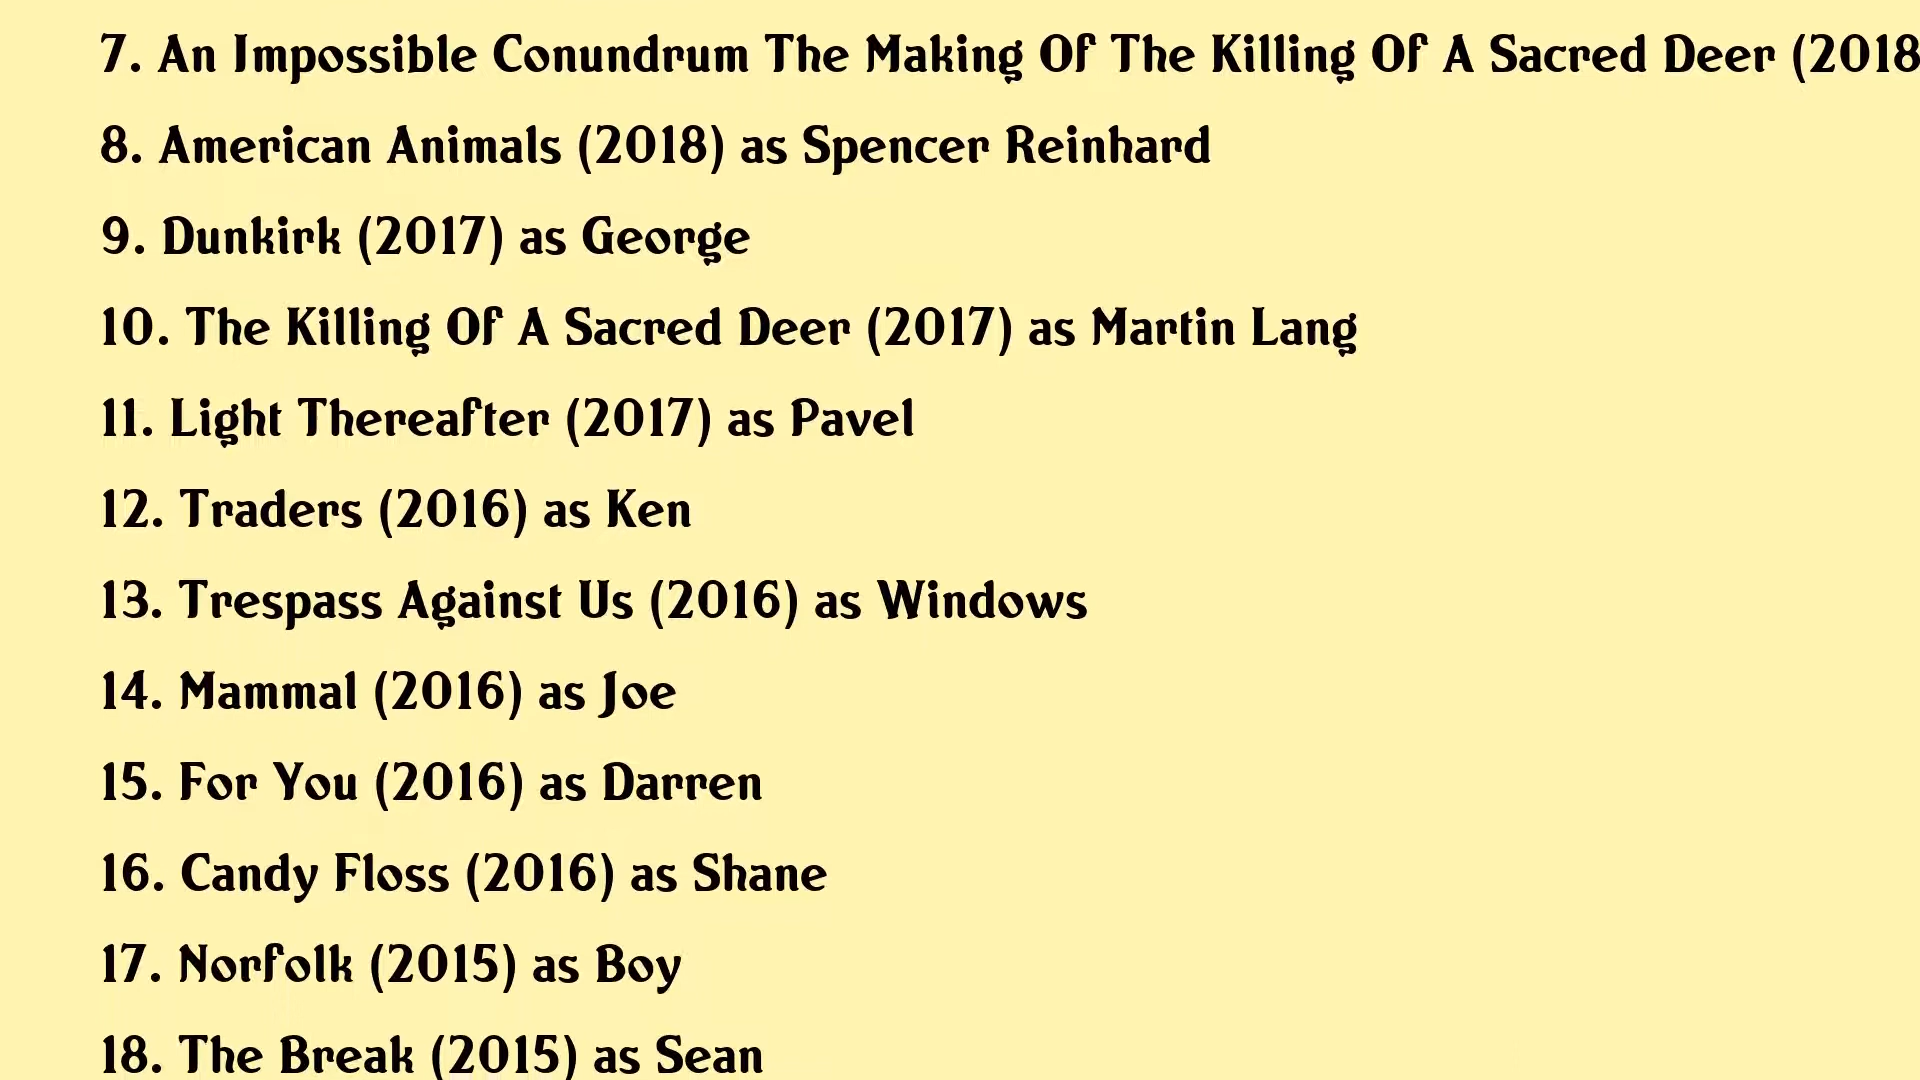 7. An Impossible Conundrum The Making Of The Killing Of A Sacred Deer (2018
8. American Animals (2018) as Spencer Reinhard
9. Dunkirk (2017) as George
10. The Killing Of A Sacred Deer (2017) as Martin Lang
11. Light Thereafter (2017) as Pavel
12. Traders (2016) as Ken
13. Trespass Against Us (2016) as Windows
14. Mammal (2016) as Joe
15. For You (2016) as Darren
16. Candy Floss (2016) as Shane
17. Norfolk (2015) as Boy
18. The Break (2015) as Sean